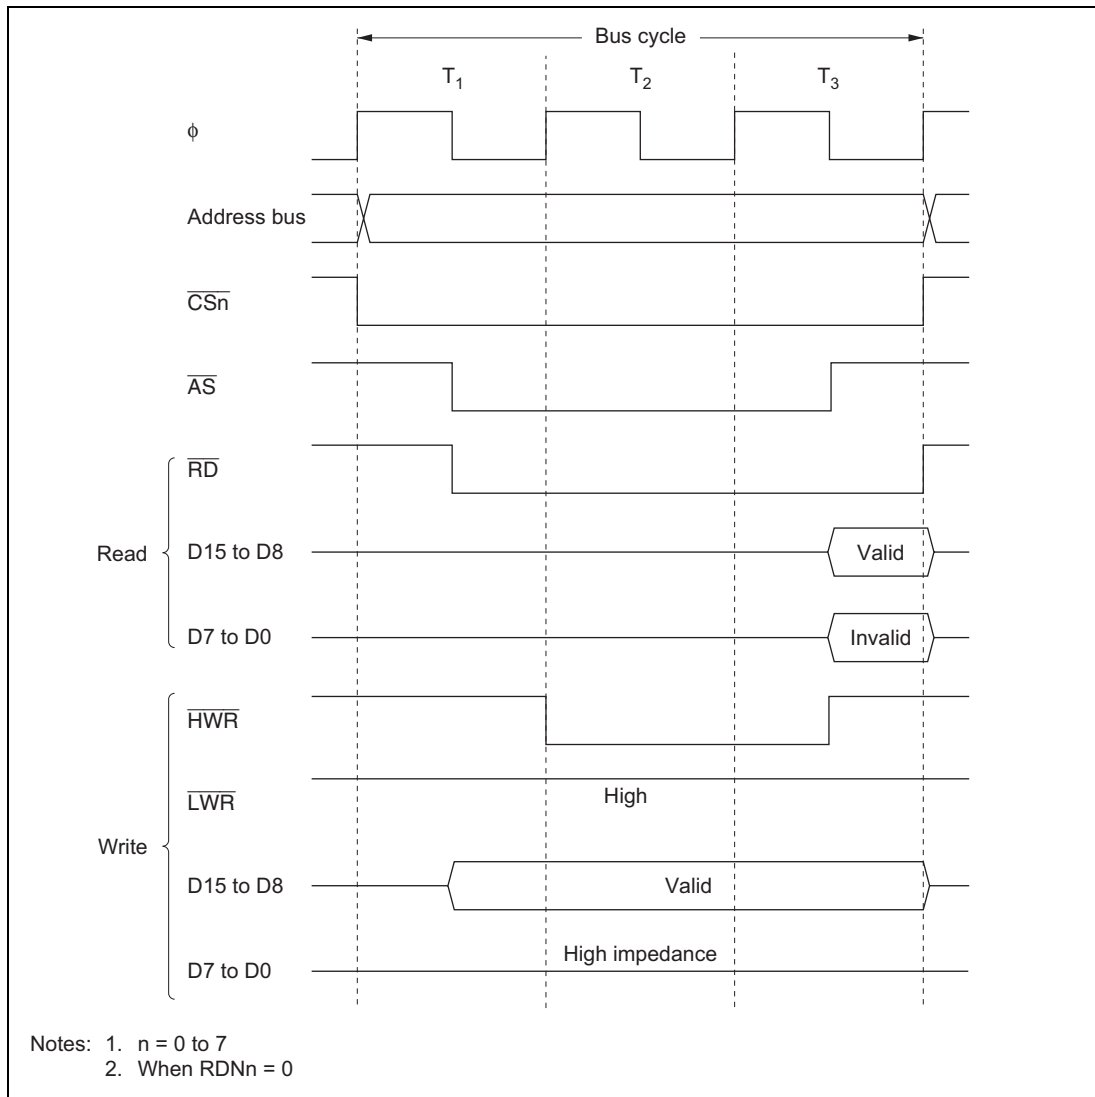 Bus cycle
T1 T2 T3
ϕ
Address bus
CSn
AS
RD
Read
D15 to D8 Valid
D7 to D0 Invalid
HWR
LWR High
Write
D15 to D8 Valid
D7 to D0 High impedance
Notes: 1. n = 0 to 7
2. When RDNn = 0